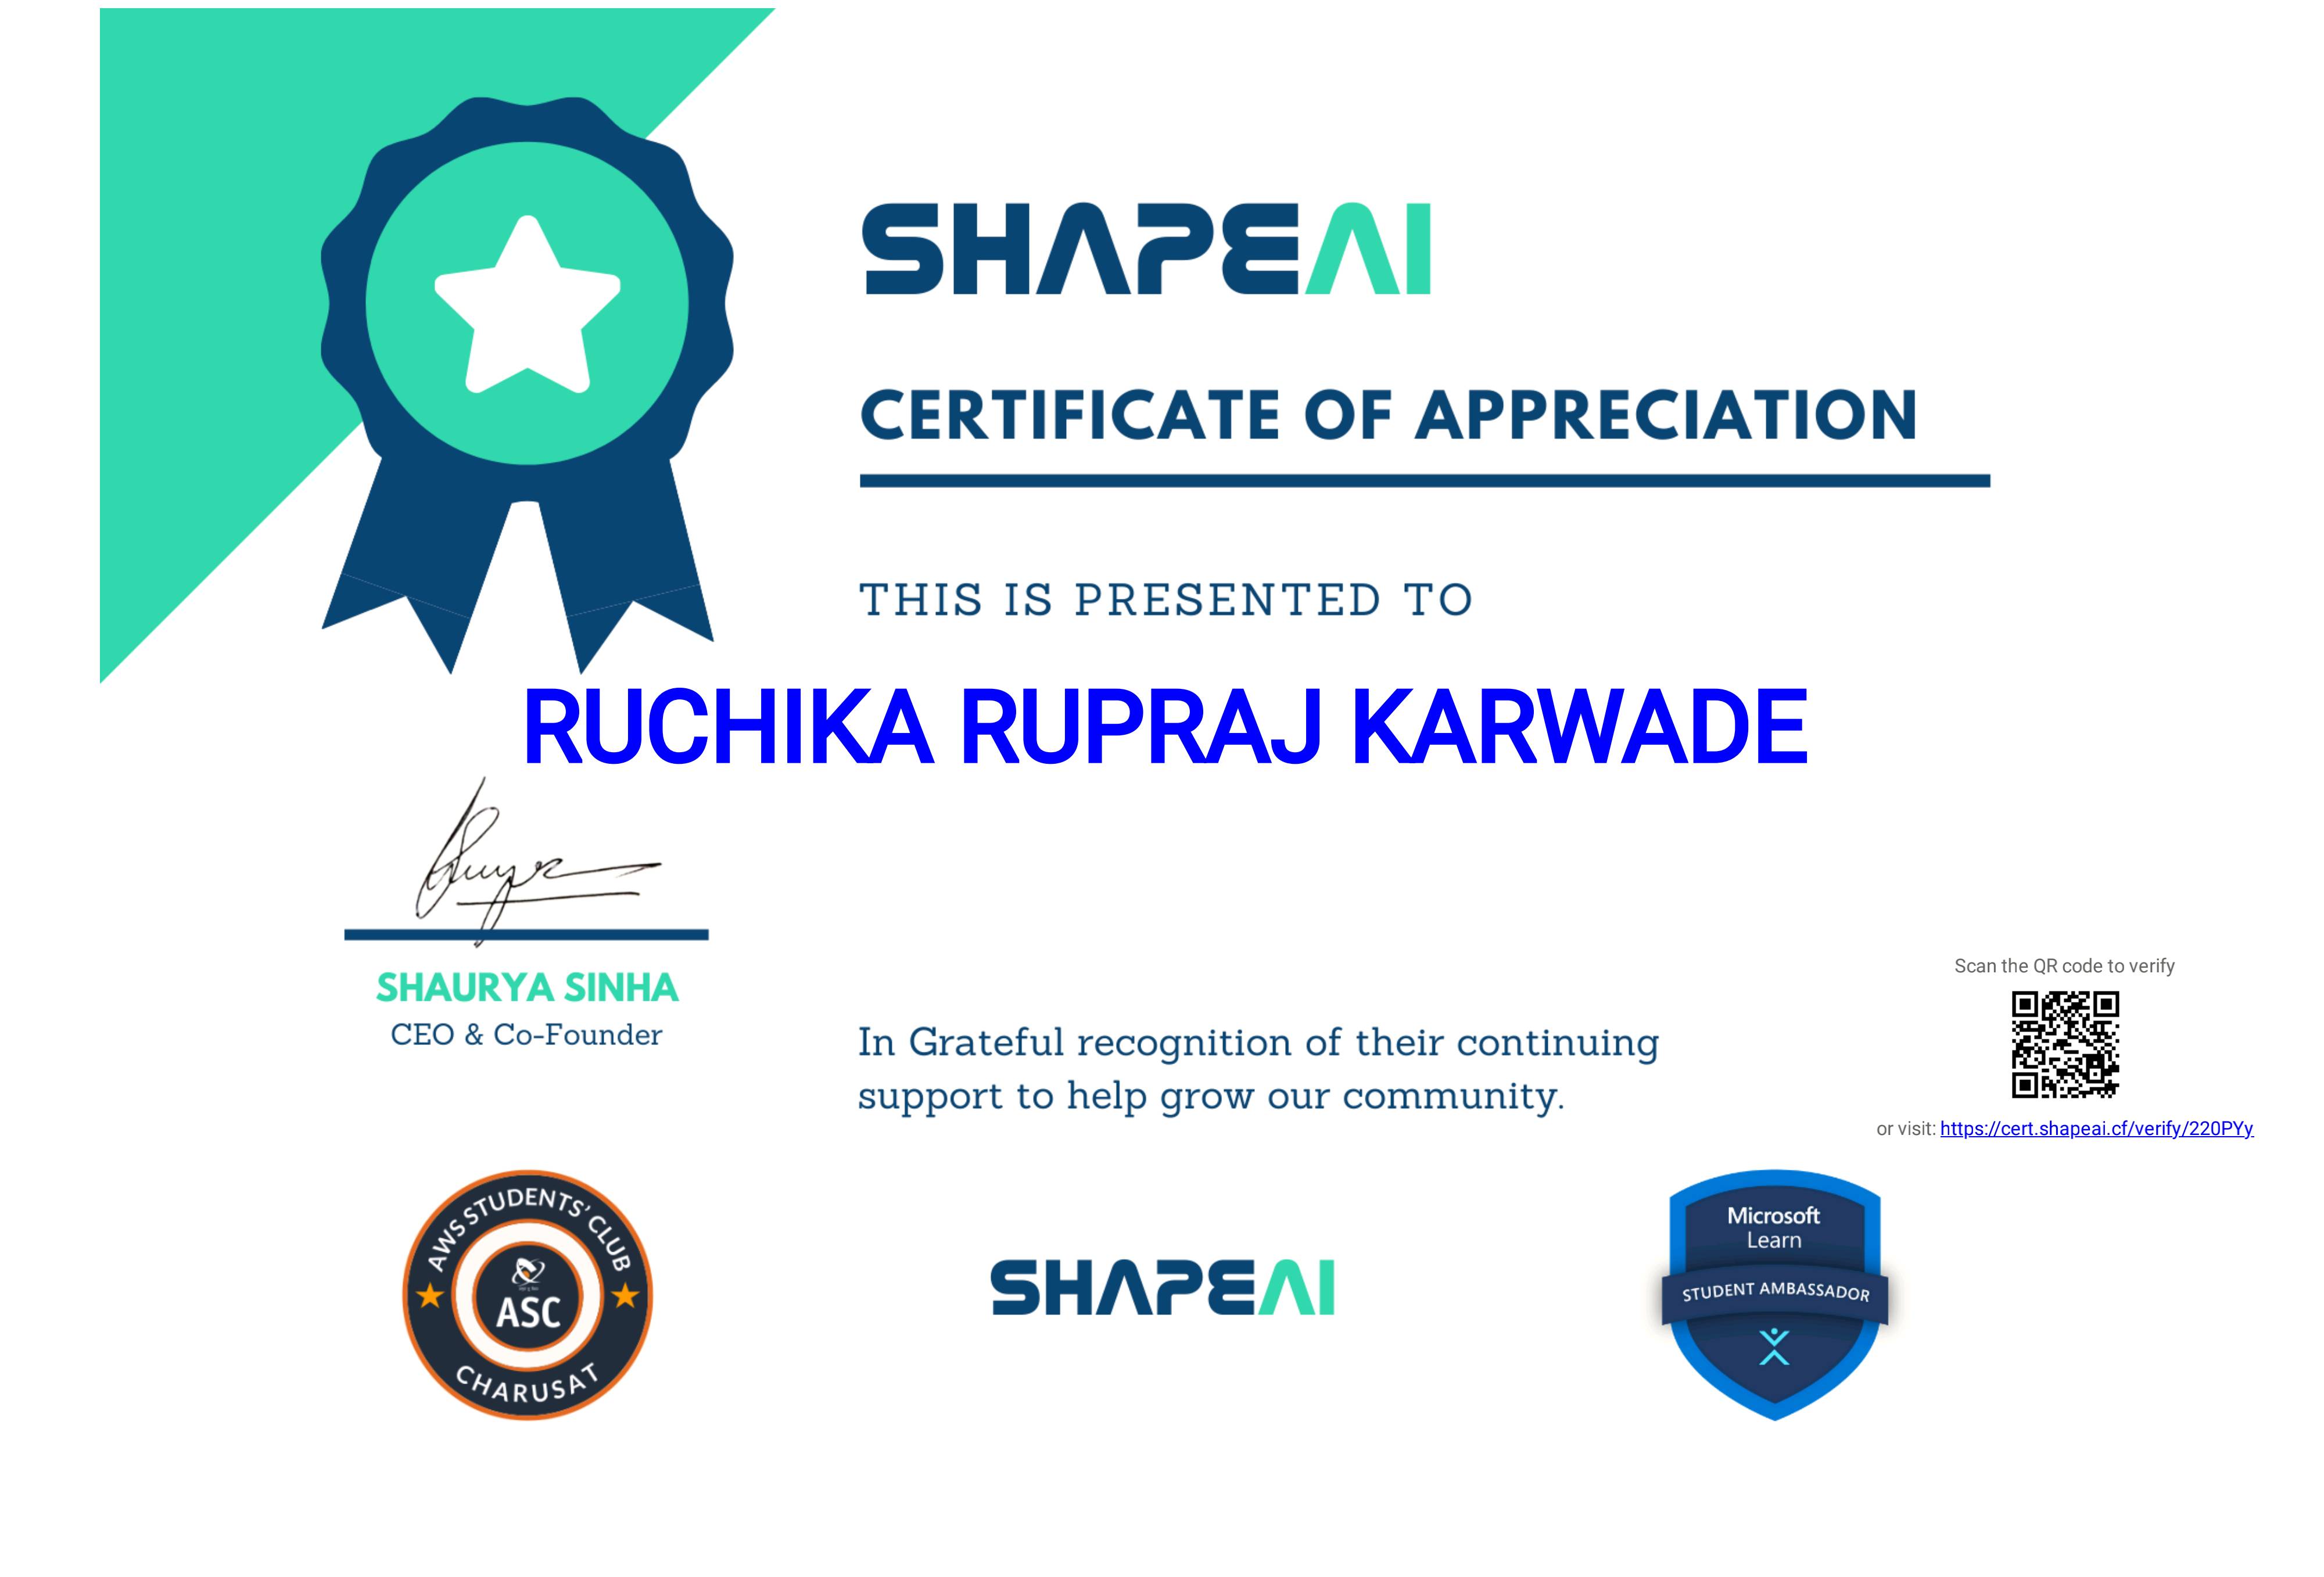 SHAPEAI
CERTIFICATE OF APPRECIATION
THIS IS PRESENTED TO
RUCHIKA RUPRAJ KARWADE
SHAURYA SINHA
CEO & Co-Founder
In Grateful recognition of their continuing
support to help grow our community.
Scan the QR code to verify
or visit: https://cert.shapeai.cf/verify/220PYy
AWS STUDENTS' CLUB
ASC
CHARUSAT
SHAPEAI
Microsoft
Learn
STUDENT AMBASSADOR